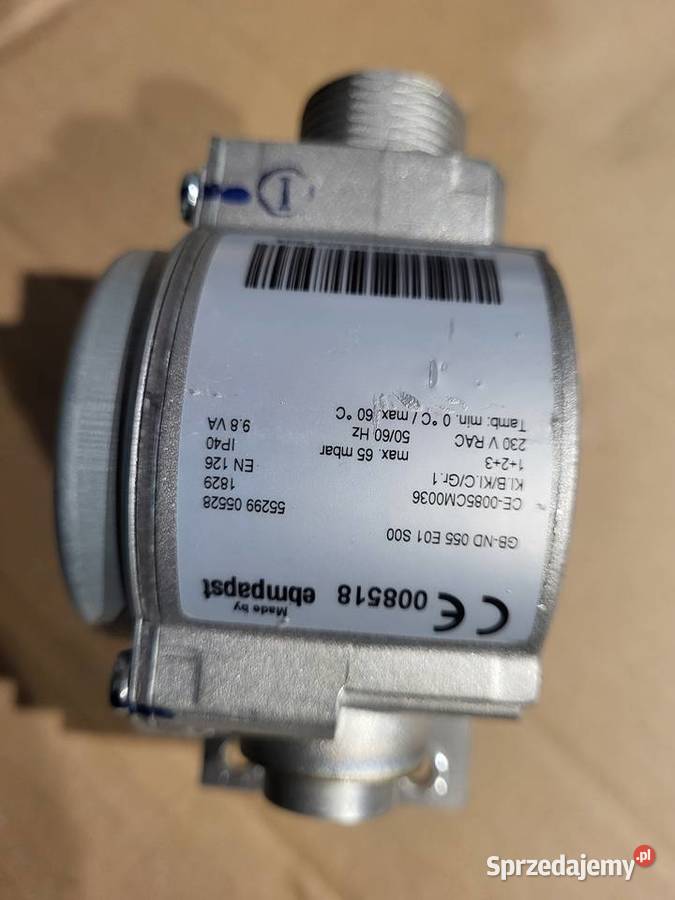 I
CE 008518
Made by
ebmpapst
GB-ND 055 E01 S00
55299 05528
CE-0085CM0036 1829
Kl.B/Kl.C/Gr.1 EN 126
1+2+3 max. 65 mbar IP40
230 V RAC 50/60 Hz 9.8 VA
Tamb: min. 0 °C / max. 60 °C
Sprzedajemy.pl